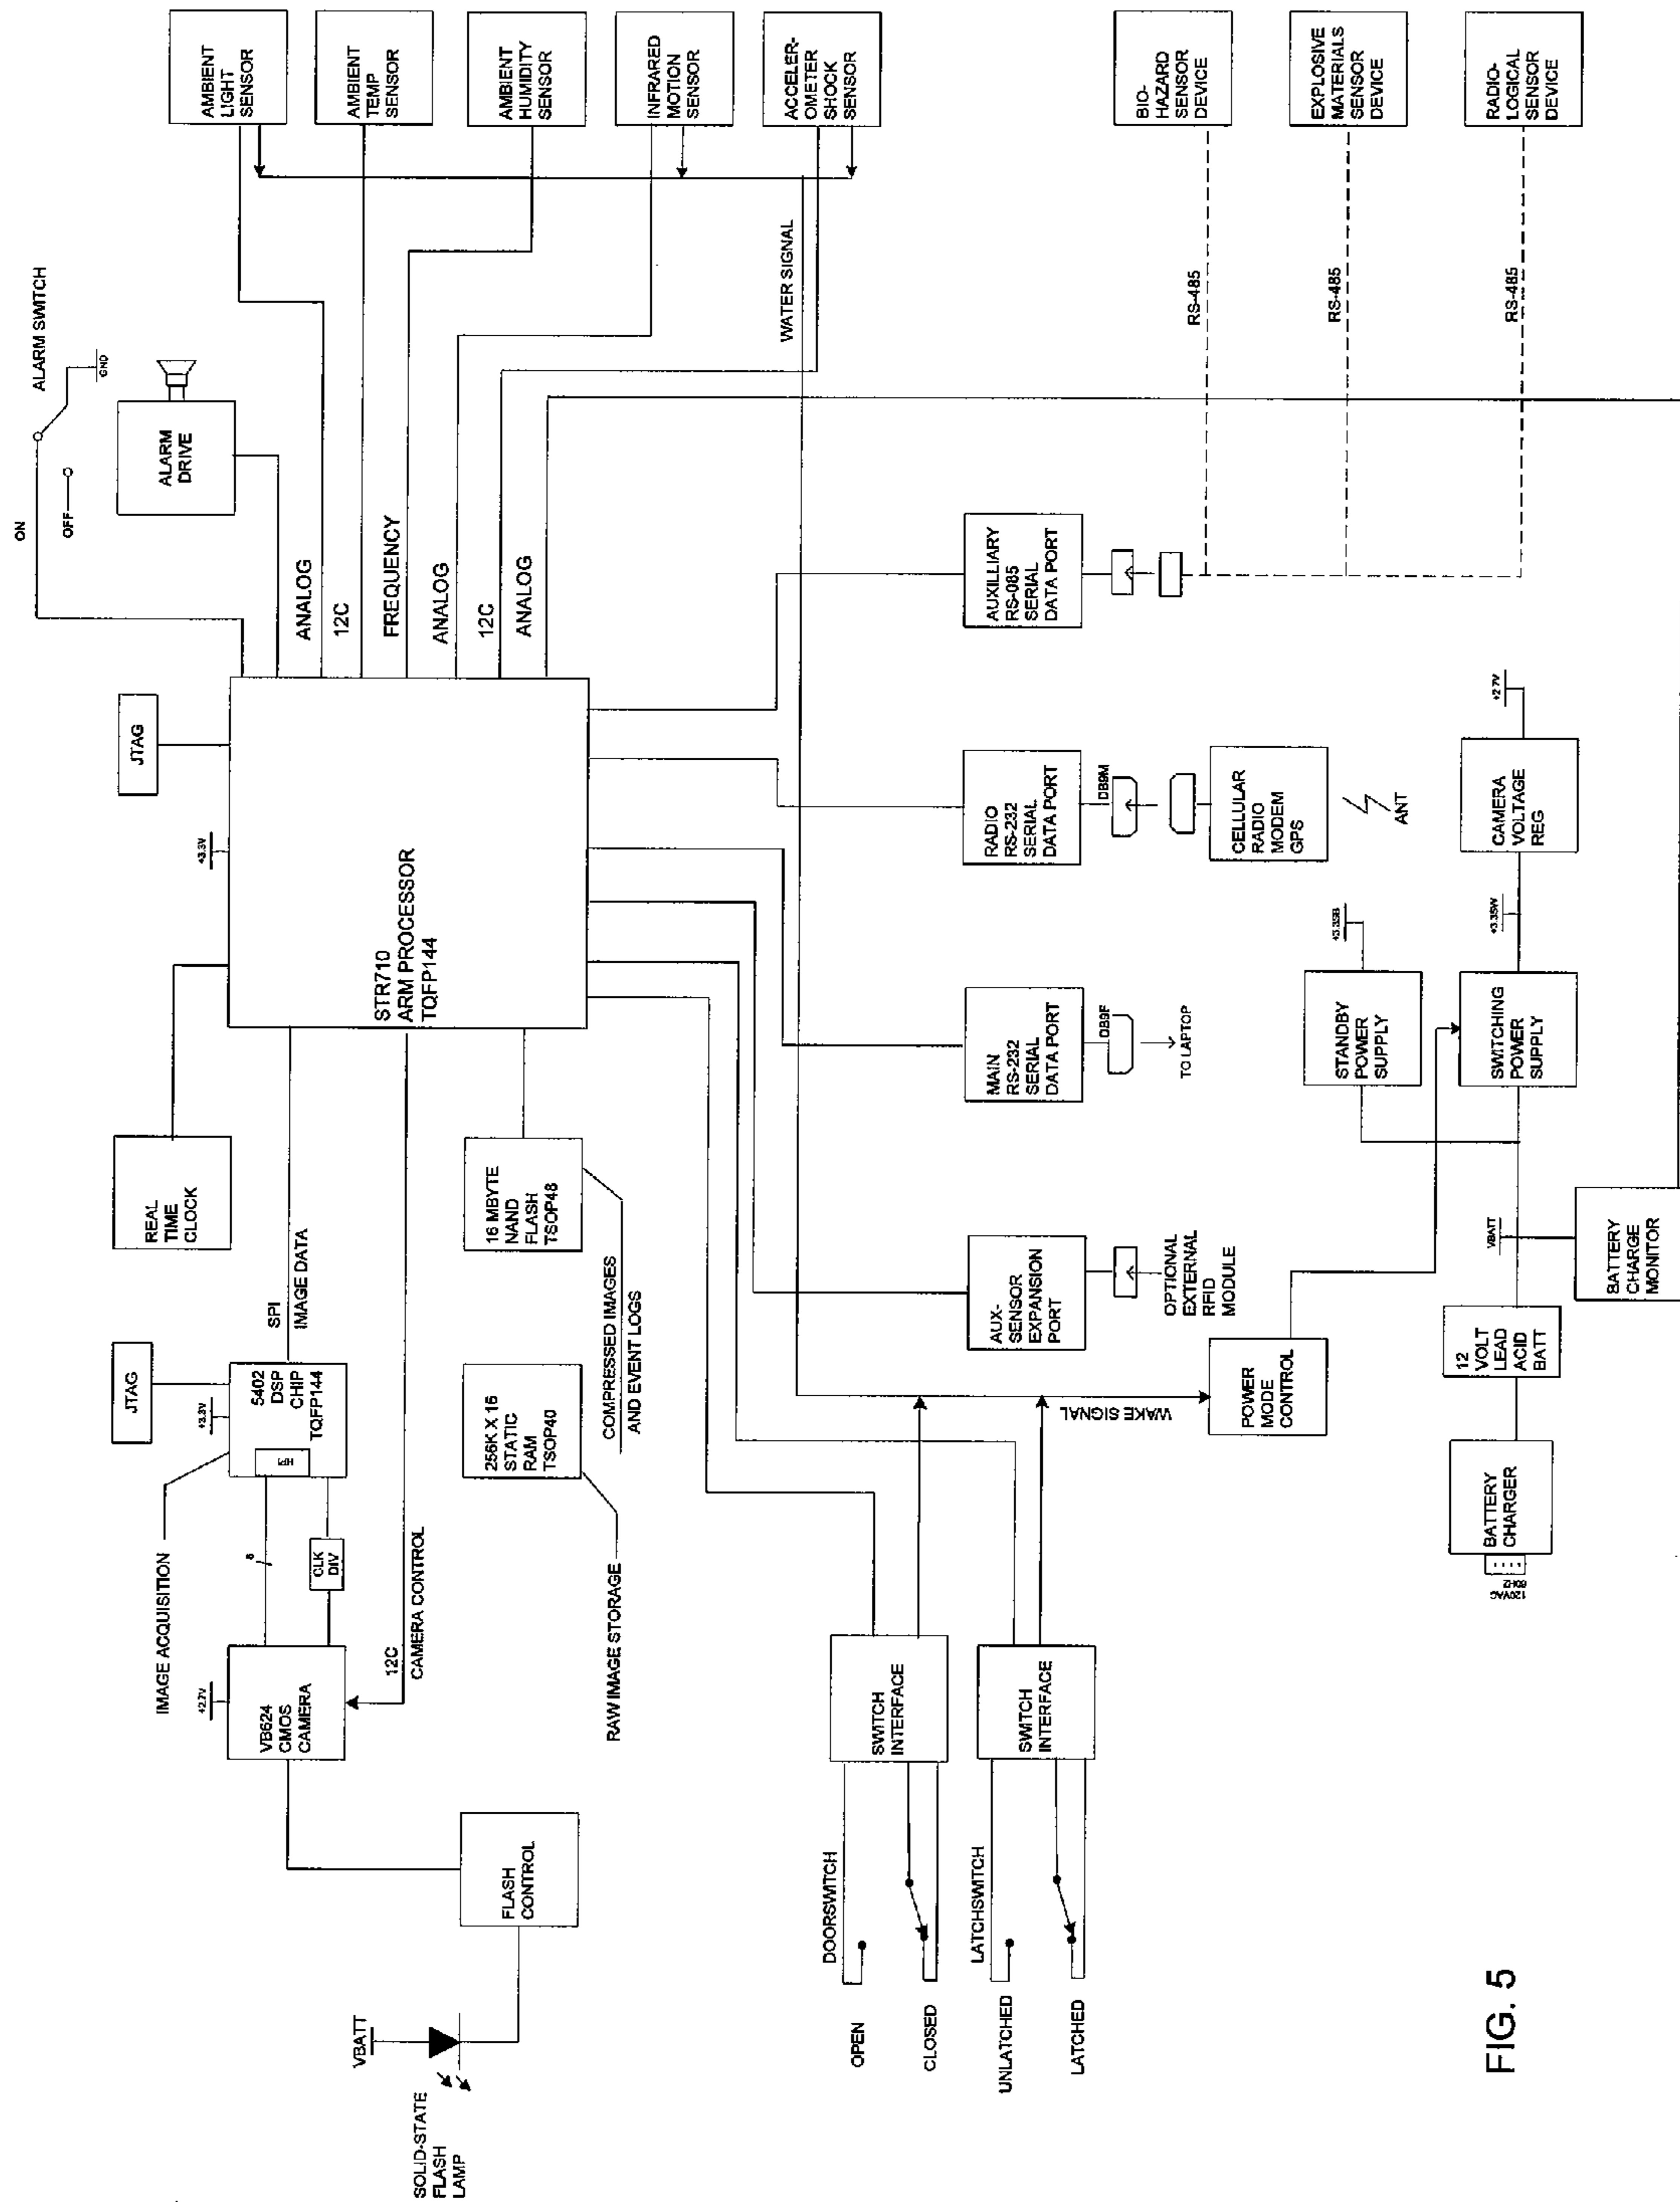 SOLID-STATE
FLASH
LAMP
VBATT
FLASH
CONTROL
+2.7V
VB624
CMOS
CAMERA
IMAGE ACQUISITION
8
CLK
DIV
HPI
JTAG
+3.3V
5402
DSP
CHIP
TQFP144
SPI
IMAGE DATA
12C
CAMERA CONTROL
REAL
TIME
CLOCK
RAW IMAGE STORAGE
256K X 16
STATIC
RAM
TSOP40
COMPRESSED IMAGES
AND EVENT LOGS
16 MBYTE
NAND
FLASH
TSOP48
+3.3V
JTAG
STR710
ARM PROCESSOR
TQFP144
ON
OFF
ALARM SWITCH
GND
ALARM
DRIVE
ANALOG
12C
FREQUENCY
ANALOG
12C
ANALOG
AMBIENT
LIGHT
SENSOR
AMBIENT
TEMP
SENSOR
AMBIENT
HUMIDITY
SENSOR
INFRARED
MOTION
SENSOR
ACCELER-
OMETER
SHOCK
SENSOR
WATER SIGNAL
OPEN
DOORSWITCH
CLOSED
SWITCH
INTERFACE
UNLATCHED
LATCHSWITCH
LATCHED
SWITCH
INTERFACE
AUX-
SENSOR
EXPANSION
PORT
OPTIONAL
EXTERNAL
RFID
MODULE
MAIN
RS-232
SERIAL
DATA PORT
DB9F
TO LAPTOP
RADIO
RS-232
SERIAL
DATA PORT
DB9M
CELLULAR
RADIO
MODEM
GPS
ANT
AUXILLIARY
RS-085
SERIAL
DATA PORT
RS-485
RS-485
RS-485
BIO-
HAZARD
SENSOR
DEVICE
EXPLOSIVE
MATERIALS
SENSOR
DEVICE
RADIO-
LOGICAL
SENSOR
DEVICE
WAKE SIGNAL
POWER
MODE
CONTROL
120VAC
60HZ
BATTERY
CHARGER
12
VOLT
LEAD
ACID
BATT
VBATT
BATTERY
CHARGE
MONITOR
STANDBY
POWER
SUPPLY
+3.3SB
SWITCHING
POWER
SUPPLY
+3.3SW
CAMERA
VOLTAGE
REG
+2.7V
FIG. 5